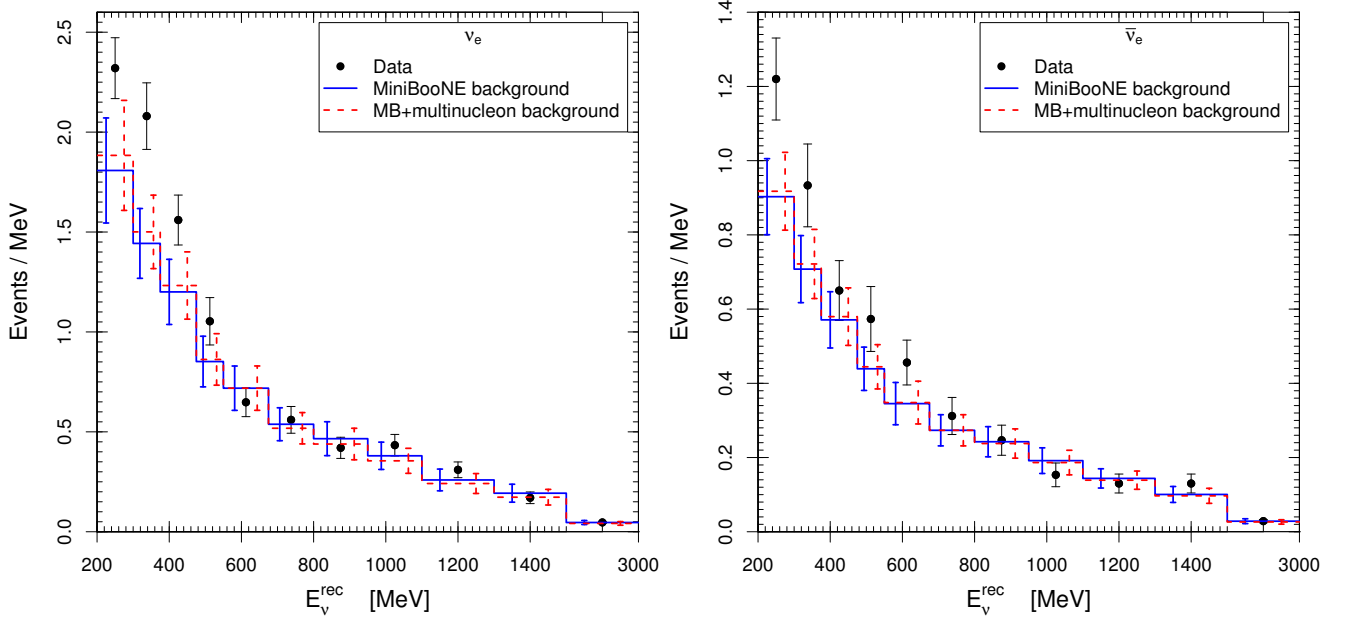 νₑ
Data
MiniBooNE background
MB+multinucleon background
Events / MeV
2.5
2.0
1.5
1.0
0.5
0.0
200 400 600 800 1000 1200 1400 3000
E_ν^rec [MeV]
ν̅ₑ
Data
MiniBooNE background
MB+multinucleon background
Events / MeV
1.4
1.2
1.0
0.8
0.6
0.4
0.2
0.0
200 400 600 800 1000 1200 1400 3000
E_ν^rec [MeV]